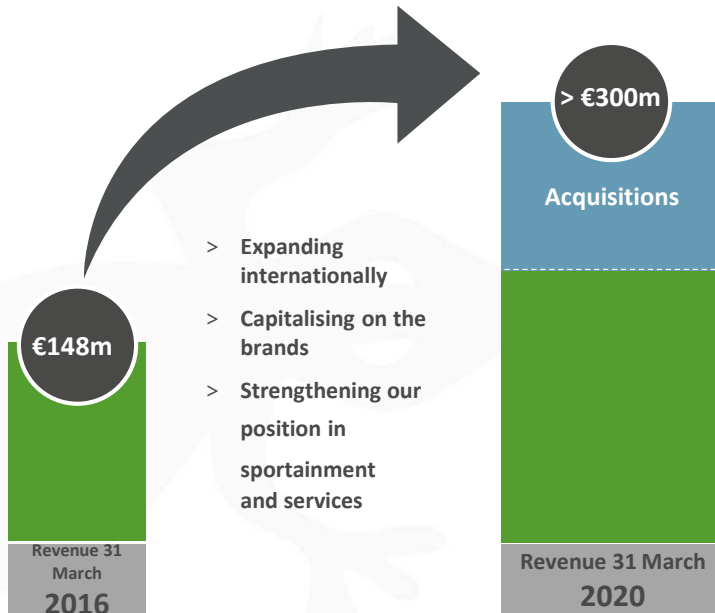 €148m
Revenue 31
March
2016
> Expanding
internationally
> Capitalising on the
brands
> Strengthening our
position in
sportainment
and services
> €300m
Acquisitions
Revenue 31 March
2020